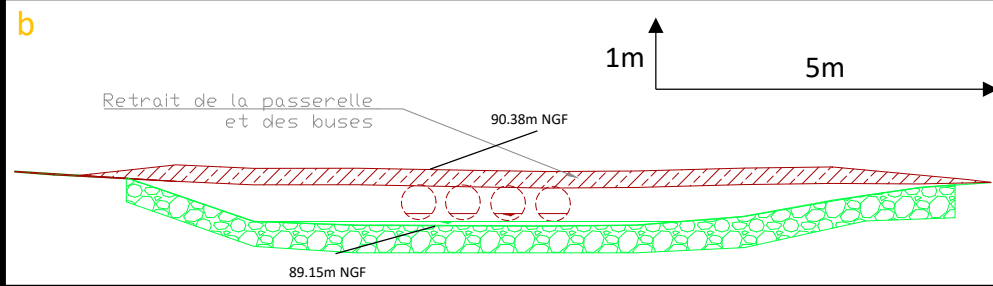 b
1m
5m
Retrait de la passerelle
et des buses
90.38m NGF
89.15m NGF